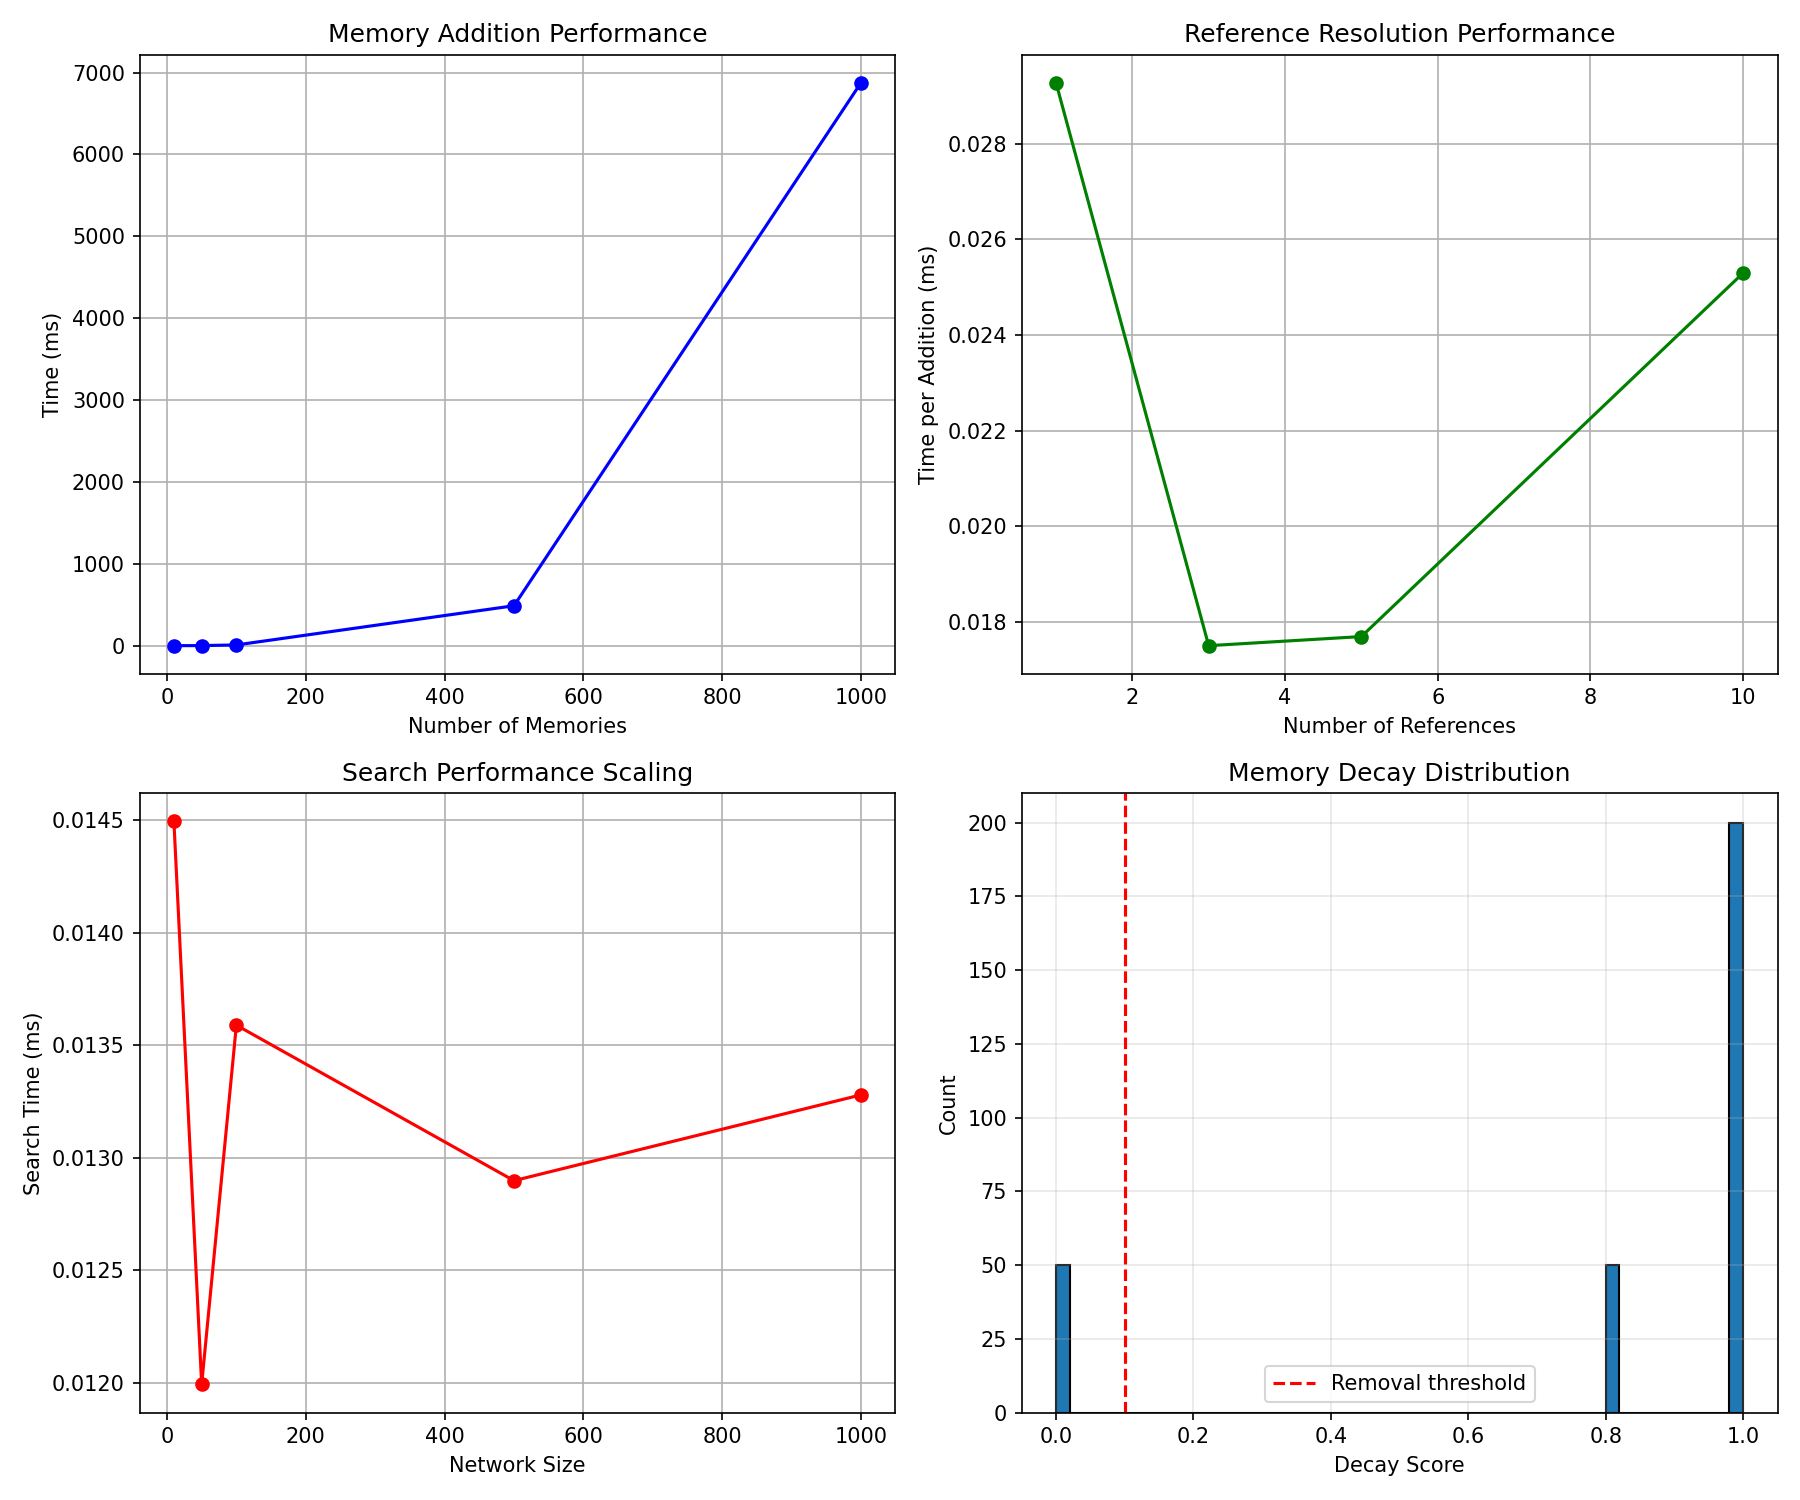 Memory Addition Performance
7000
6000
5000
4000
3000
2000
1000
0
Time (ms)
0 200 400 600 800 1000
Number of Memories
Reference Resolution Performance
0.028
0.026
0.024
0.022
0.020
0.018
Time per Addition (ms)
2 4 6 8 10
Number of References
Search Performance Scaling
0.0145
0.0140
0.0135
0.0130
0.0125
0.0120
Search Time (ms)
0 200 400 600 800 1000
Network Size
Memory Decay Distribution
200
175
150
125
100
75
50
25
0
Count
Removal threshold
0.0 0.2 0.4 0.6 0.8 1.0
Decay Score